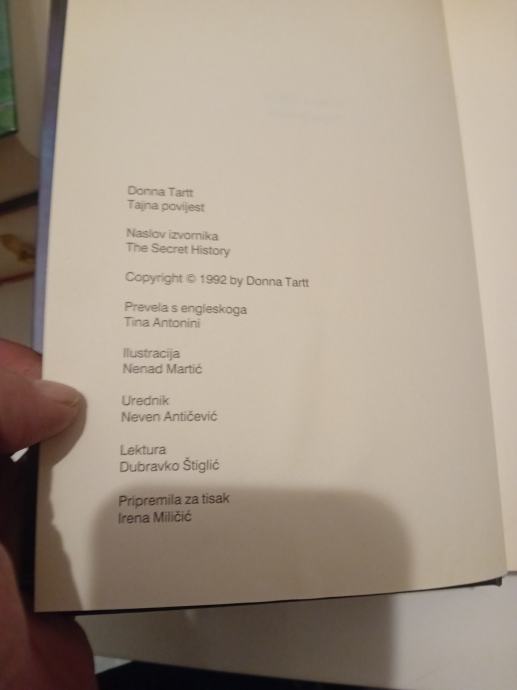 Donna Tartt
Tajna povijest
Naslov izvornika
The Secret History
Copyright © 1992 by Donna Tartt
Prevela s engleskoga
Tina Antonini
Ilustracija
Nenad Martić
Urednik
Neven Antičević
Lektura
Dubravko Štiglić
Pripremila za tisak
Irena Miličić